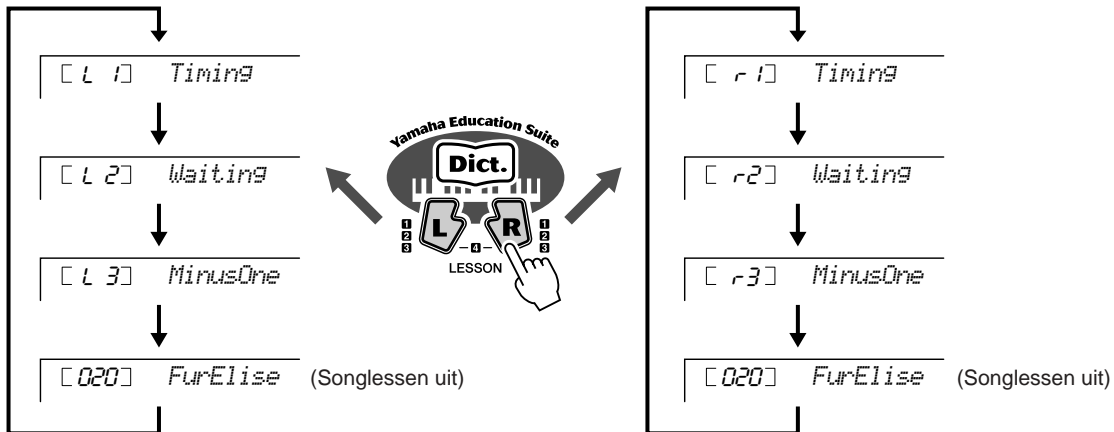 [L 1] Timing
[L 2] Waiting
[L 3] MinusOne
[020] FurElise (Songlessen uit)
Yamaha Education Suite
Dict.
L R
1 1
2 2
3 -4- 3
LESSON
[r1] Timing
[r2] Waiting
[r3] MinusOne
[020] FurElise (Songlessen uit)